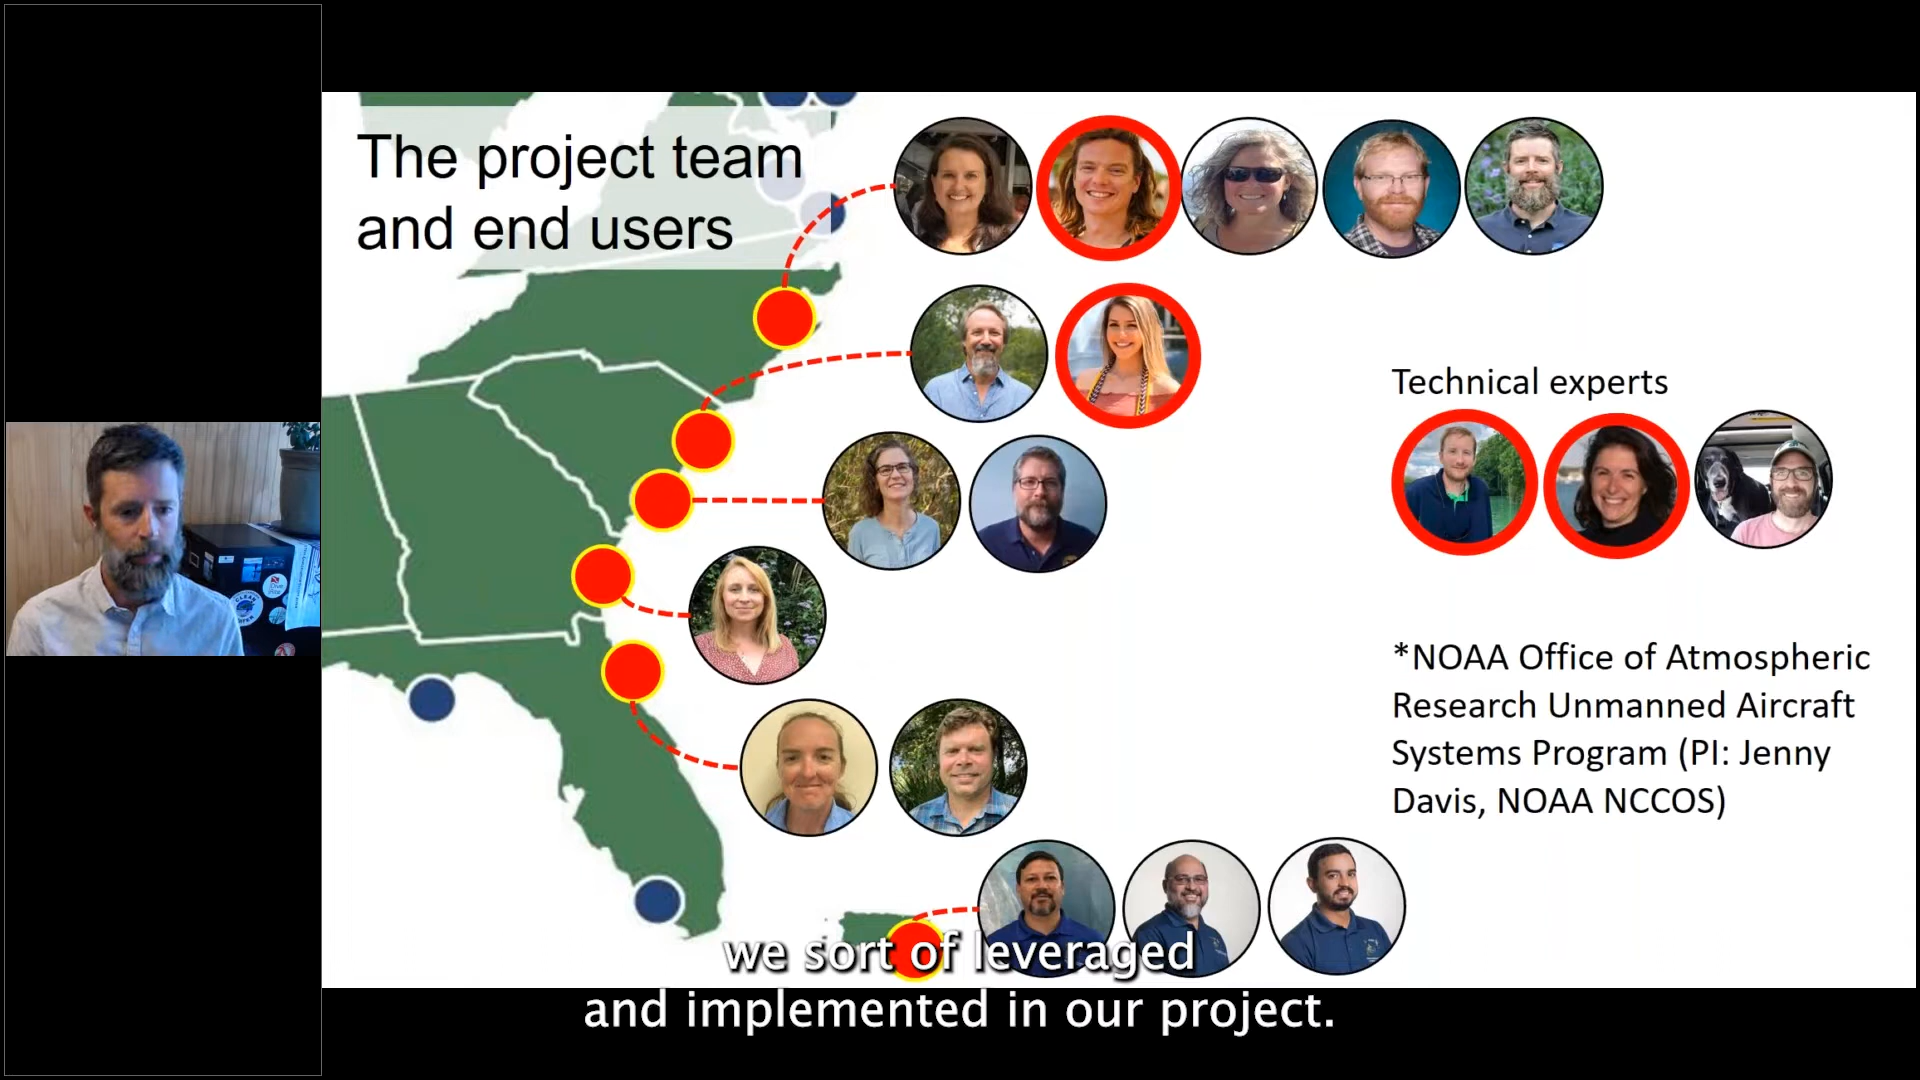 The project team
and end users
Technical experts
*NOAA Office of Atmospheric
Research Unmanned Aircraft
Systems Program (PI: Jenny
Davis, NOAA NCCOS)
we sort of leveraged
and implemented in our project.